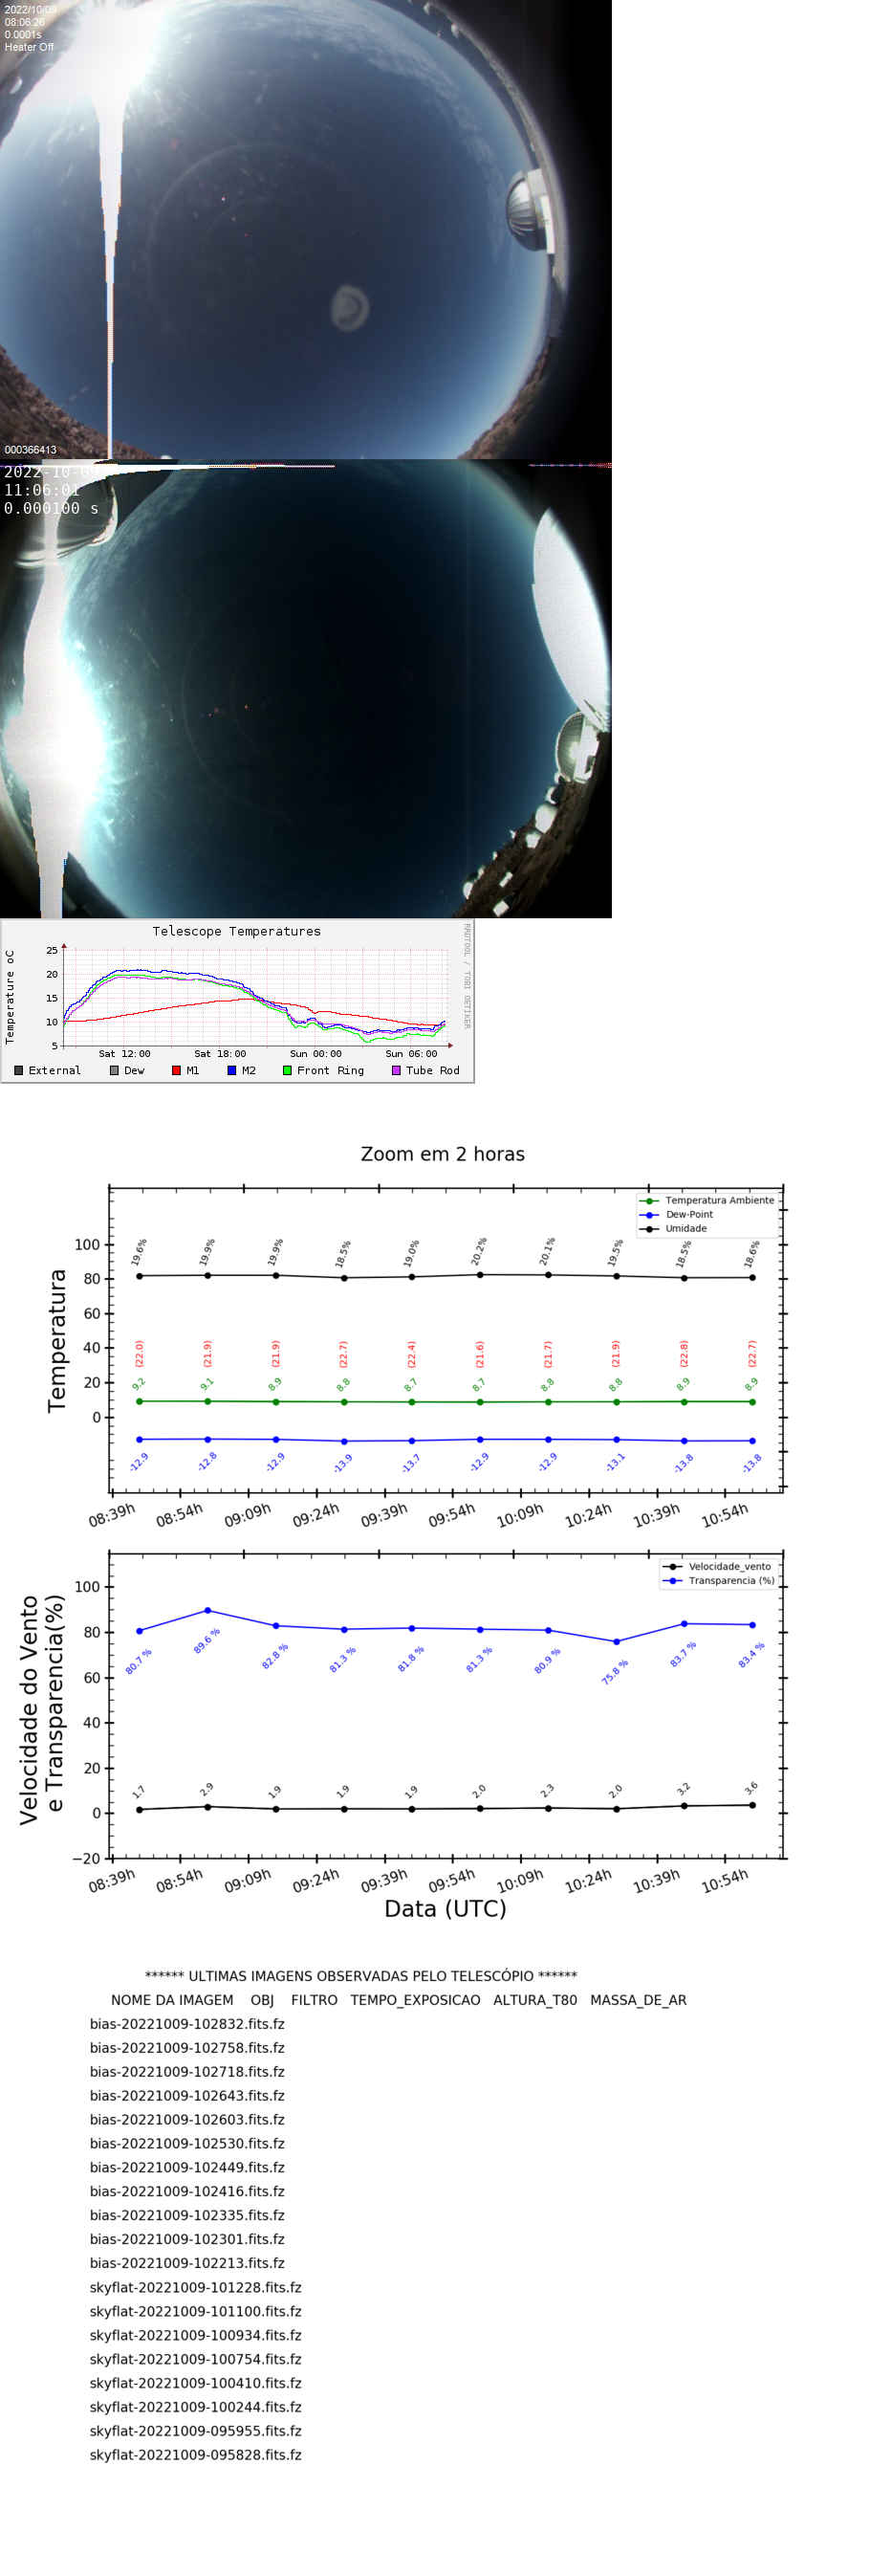 2022/10/09
08:06:26
0.0001s
Heater Off
000366413
2022-10-09
11:06:01
0.000100 s
Telescope Temperatures
RRDTOOL / TOBI OETIKER
Temperature oC
25
20
15
10
5
Sat 12:00 Sat 18:00 Sun 00:00 Sun 06:00
External Dew M1 M2 Front Ring Tube Rod
Zoom em 2 horas
Temperatura
Temperatura Ambiente
Dew-Point
Umidade
100
80
60
40
20
0
19.6% 19.9% 19.9% 18.5% 19.0% 20.2% 20.1% 19.5% 18.5% 18.6%
(22.0) (21.9) (21.9) (22.7) (22.4) (21.6) (21.7) (21.9) (22.8) (22.7)
9.2 9.1 8.9 8.8 8.7 8.7 8.8 8.8 8.9 8.9
-12.9 -12.8 -12.9 -13.9 -13.7 -12.9 -12.9 -13.1 -13.8 -13.8
08:39h 08:54h 09:09h 09:24h 09:39h 09:54h 10:09h 10:24h 10:39h 10:54h
Velocidade do Vento
e Transparencia(%)
Velocidade_vento
Transparencia (%)
100
80
60
40
20
0
−20
80.7 % 89.6 % 82.8 % 81.3 % 81.8 % 81.3 % 80.9 % 75.8 % 83.7 % 83.4 %
1.7 2.9 1.9 1.9 1.9 2.0 2.3 2.0 3.2 3.6
08:39h 08:54h 09:09h 09:24h 09:39h 09:54h 10:09h 10:24h 10:39h 10:54h
Data (UTC)
****** ULTIMAS IMAGENS OBSERVADAS PELO TELESCÓPIO ******
NOME DA IMAGEM OBJ FILTRO TEMPO_EXPOSICAO ALTURA_T80 MASSA_DE_AR
bias-20221009-102832.fits.fz
bias-20221009-102758.fits.fz
bias-20221009-102718.fits.fz
bias-20221009-102643.fits.fz
bias-20221009-102603.fits.fz
bias-20221009-102530.fits.fz
bias-20221009-102449.fits.fz
bias-20221009-102416.fits.fz
bias-20221009-102335.fits.fz
bias-20221009-102301.fits.fz
bias-20221009-102213.fits.fz
skyflat-20221009-101228.fits.fz
skyflat-20221009-101100.fits.fz
skyflat-20221009-100934.fits.fz
skyflat-20221009-100754.fits.fz
skyflat-20221009-100410.fits.fz
skyflat-20221009-100244.fits.fz
skyflat-20221009-095955.fits.fz
skyflat-20221009-095828.fits.fz